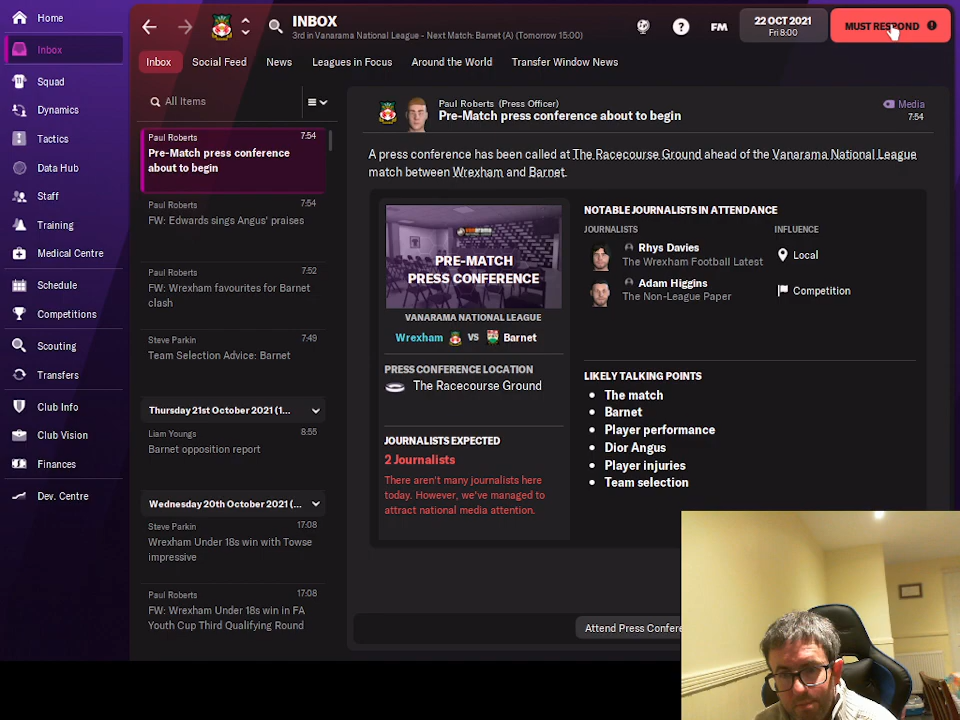 Home
INBOX
3rd in Vanarama National League - Next Match: Barnet (A) (Tomorrow 15:00)
FM
22 OCT 2021
Fri 8:00
MUST RESPOND
Inbox
Squad
Dynamics
Tactics
Data Hub
Staff
Training
Medical Centre
Schedule
Competitions
Scouting
Transfers
Club Info
Club Vision
Finances
Dev. Centre
Inbox
Social Feed
News
Leagues in Focus
Around the World
Transfer Window News
All Items
Paul Roberts 7:54
Pre-Match press conference
about to begin
Paul Roberts 7:54
FW: Edwards sings Angus' praises
Paul Roberts 7:52
FW: Wrexham favourites for Barnet
clash
Steve Parkin 7:49
Team Selection Advice: Barnet
Thursday 21st October 2021 (1...
Liam Youngs 8:55
Barnet opposition report
Wednesday 20th October 2021 (...
Steve Parkin 17:08
Wrexham Under 18s win with Towse
impressive
Paul Roberts 17:08
FW: Wrexham Under 18s win in FA
Youth Cup Third Qualifying Round
Paul Roberts (Press Officer)
Pre-Match press conference about to begin
Media
7:54
A press conference has been called at The Racecourse Ground ahead of the Vanarama National League
match between Wrexham and Barnet.
vanarama
PRE-MATCH
PRESS CONFERENCE
VANARAMA NATIONAL LEAGUE
Wrexham VS Barnet
PRESS CONFERENCE LOCATION
The Racecourse Ground
JOURNALISTS EXPECTED
2 Journalists
There aren't many journalists here
today. However, we've managed to
attract national media attention.
NOTABLE JOURNALISTS IN ATTENDANCE
JOURNALISTS INFLUENCE
Rhys Davies
The Wrexham Football Latest
Local
Adam Higgins
The Non-League Paper
Competition
LIKELY TALKING POINTS
The match
Barnet
Player performance
Dior Angus
Player injuries
Team selection
Attend Press Confere